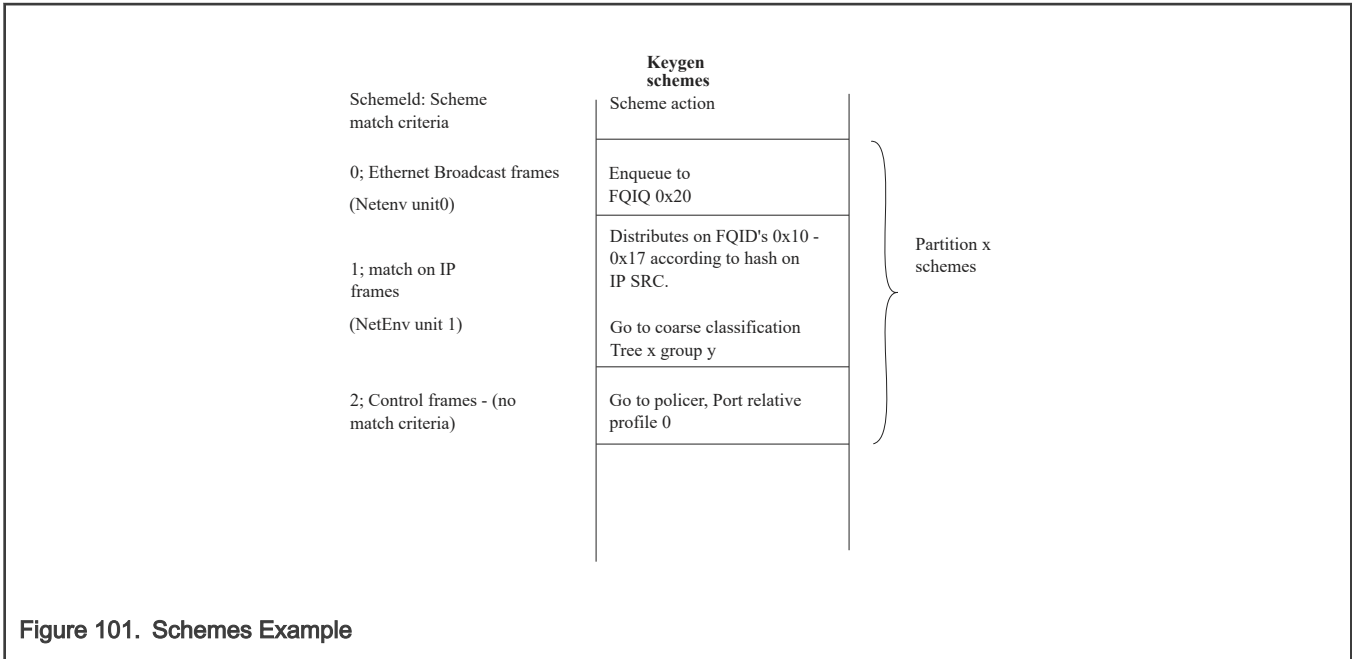 Keygen
schemes
SchemeId: Scheme
match criteria
Scheme action
0; Ethernet Broadcast frames
(Netenv unit0)
Enqueue to
FQIQ 0x20
1; match on IP
frames
(NetEnv unit 1)
Distributes on FQID's 0x10 -
0x17 according to hash on
IP SRC.
Go to coarse classification
Tree x group y
2; Control frames - (no
match criteria)
Go to policer, Port relative
profile 0
Partition x
schemes
Figure 101. Schemes Example